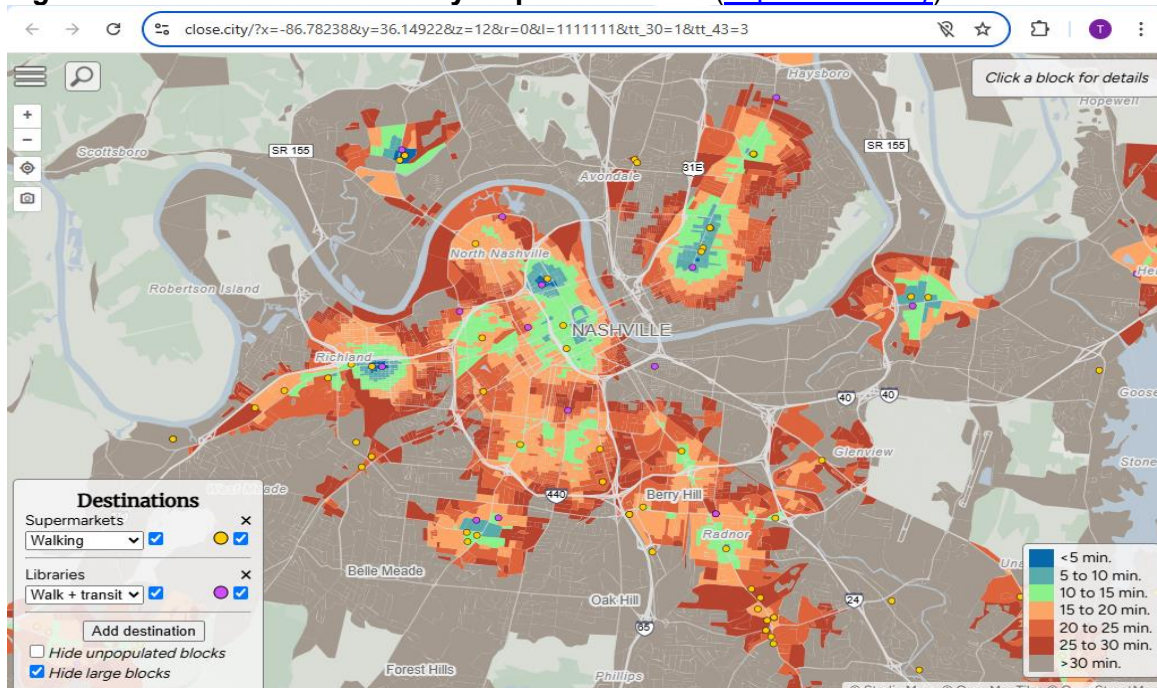 close.city/?x=-86.78238&y=36.14922&z=12&r=0&l=1111111&tt_30=1&tt_43=3
T
Click a block for details
Haysboro
Hopewell
+
−
Scottsboro
SR 155
SR 155
31E
Avondale
North Nashville
Robertson Island
NASHVILLE
Richland
40
40
Glenview
440
Berry Hill
Radnor
Belle Meade
Oak Hill
24
65
Forest Hills
Phillips
Destinations
Supermarkets ×
Walking
Libraries ×
Walk + transit
Add destination
Hide unpopulated blocks
Hide large blocks
<5 min.
5 to 10 min.
10 to 15 min.
15 to 20 min.
20 to 25 min.
25 to 30 min.
>30 min.